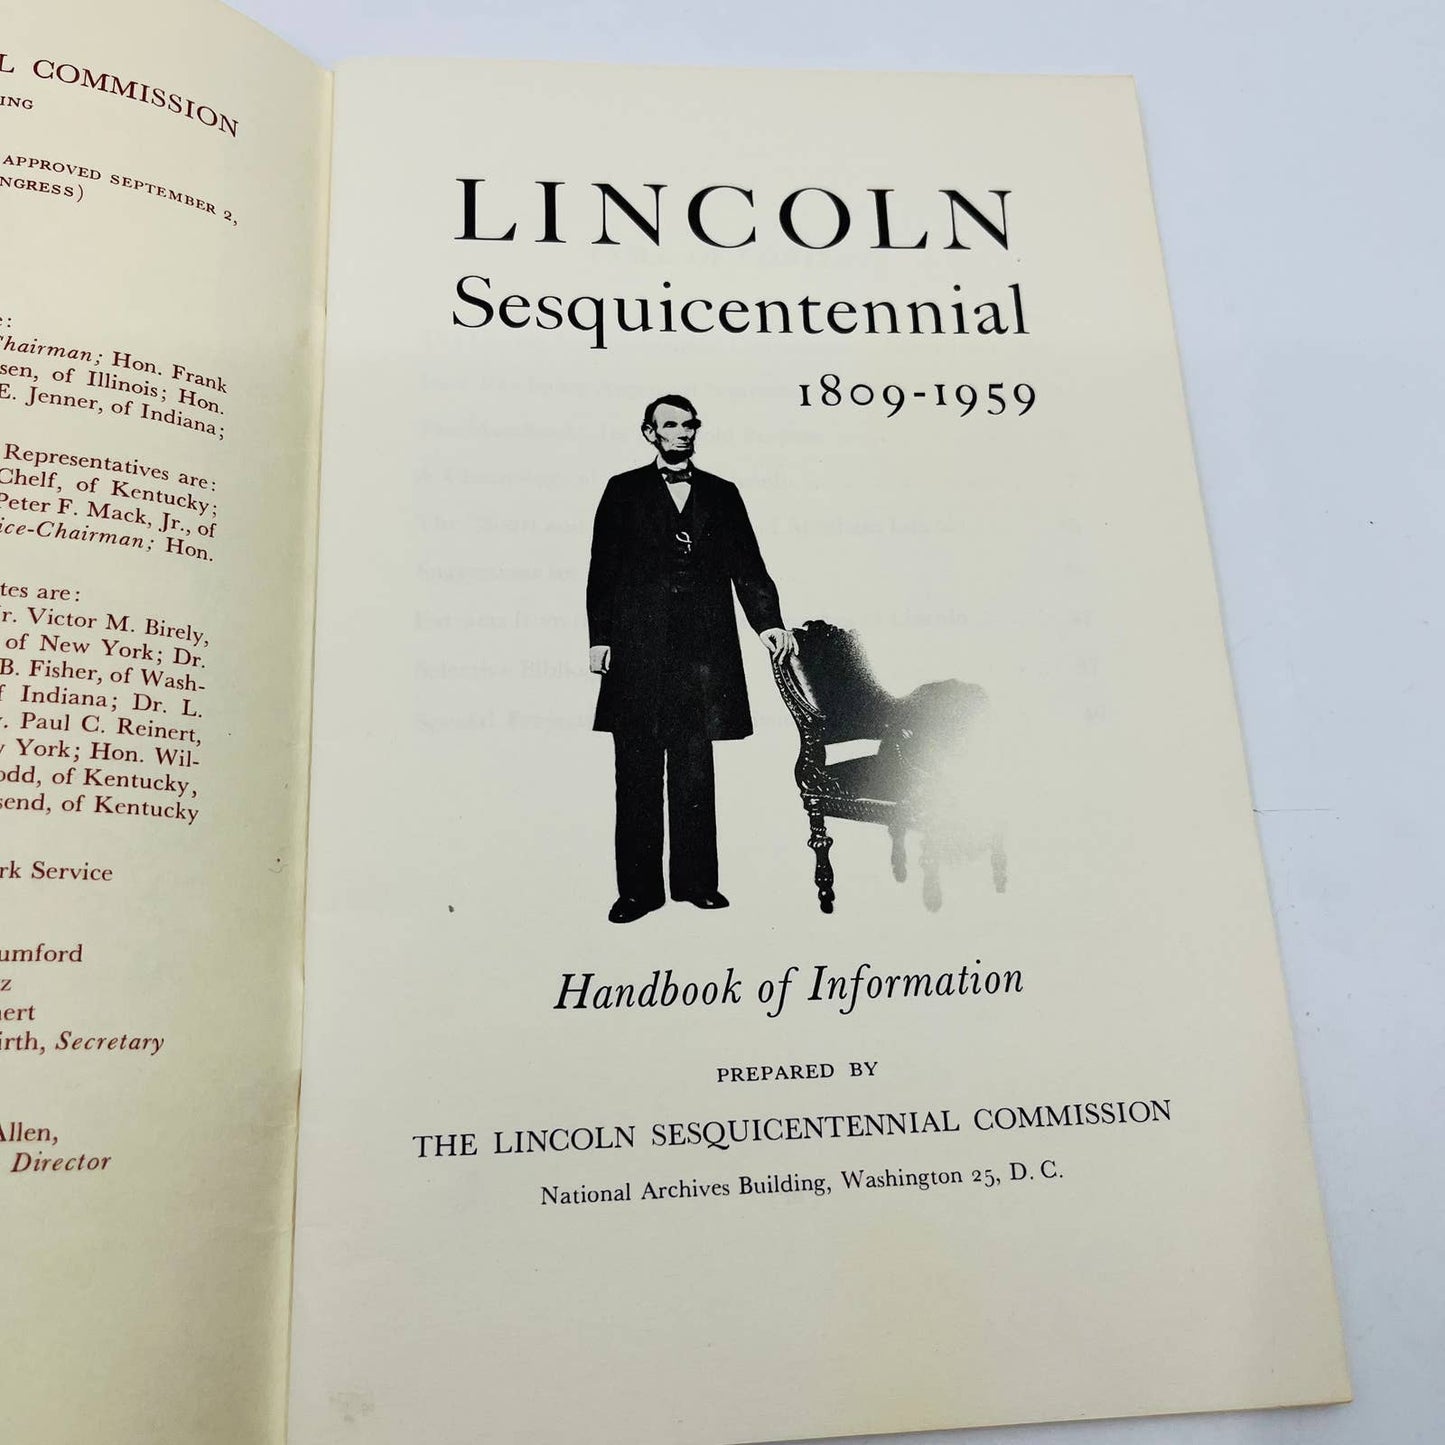 L COMMISSION
ING
APPROVED SEPTEMBER 2,
NGRESS)
e:
Chairman; Hon. Frank
sen, of Illinois; Hon.
E. Jenner, of Indiana;
Representatives are:
Chelf, of Kentucky;
Peter F. Mack, Jr., of
ice-Chairman; Hon.
tes are:
r. Victor M. Birely,
of New York; Dr.
B. Fisher, of Wash-
f Indiana; Dr. L.
. Paul C. Reinert,
York; Hon. Wil-
odd, of Kentucky,
send, of Kentucky
rk Service
umford
z
ert
irth, Secretary
Allen,
Director
LINCOLN
Sesquicentennial
1809-1959
Handbook of Information
PREPARED BY
THE LINCOLN SESQUICENTENNIAL COMMISSION
National Archives Building, Washington 25, D. C.